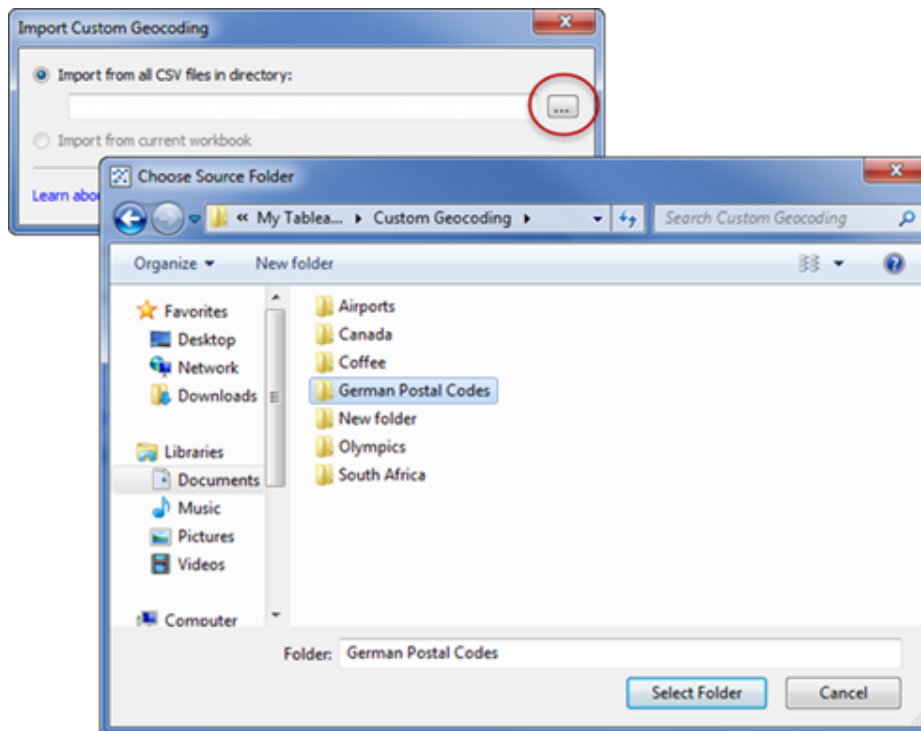 Import Custom Geocoding
Import from all CSV files in directory:
...
Import from current workbook
Learn abo
Choose Source Folder
« My Tablea... Custom Geocoding
Search Custom Geocoding
Organize
New folder
Favorites
Desktop
Network
Downloads
Libraries
Documents
Music
Pictures
Videos
Computer
Airports
Canada
Coffee
German Postal Codes
New folder
Olympics
South Africa
Folder: German Postal Codes
Select Folder
Cancel